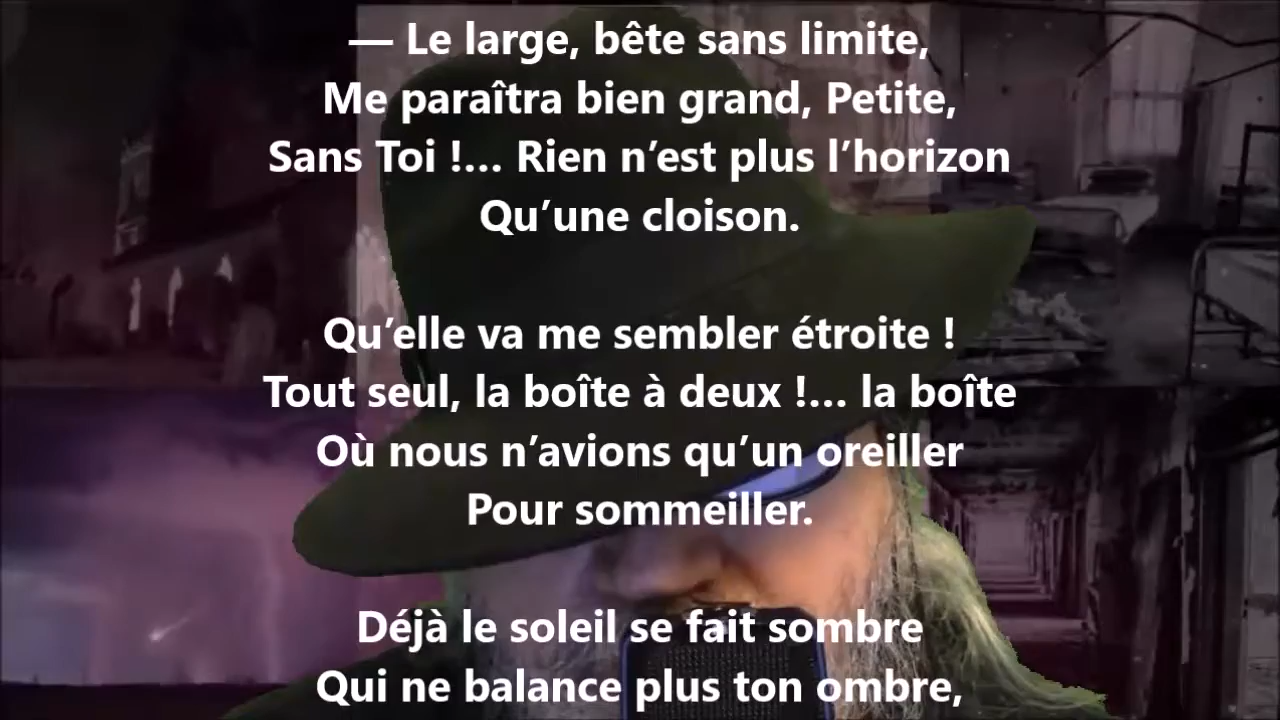 — Le large, bête sans limite,
Me paraîtra bien grand, Petite,
Sans Toi !… Rien n’est plus l’horizon
Qu’une cloison.
Qu’elle va me sembler étroite !
Tout seul, la boîte à deux !… la boîte
Où nous n’avions qu’un oreiller
Pour sommeiller.
Déjà le soleil se fait sombre
Qui ne balance plus ton ombre,